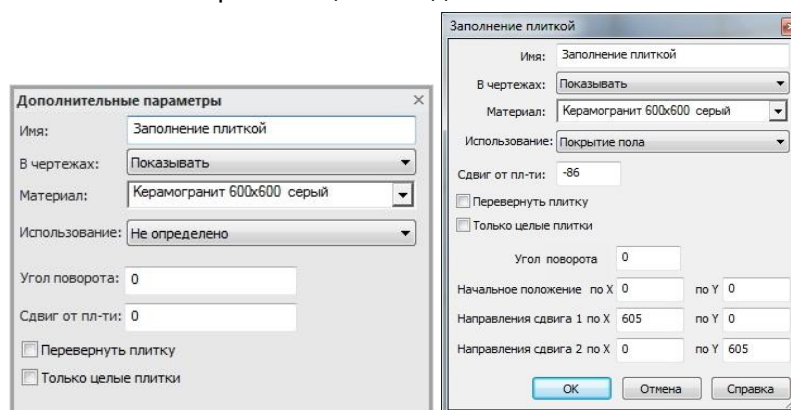 Дополнительные параметры
Имя: Заполнение плиткой
В чертежах: Показывать
Материал: Керамогранит 600х600 серый
Использование: Не определено
Угол поворота: 0
Сдвиг от пл-ти: 0
Перевернуть плитку
Только целые плитки
Заполнение плиткой
Имя: Заполнение плиткой
В чертежах: Показывать
Материал: Керамогранит 600х600 серый
Использование: Покрытие пола
Сдвиг от пл-ти: -86
Перевернуть плитку
Только целые плитки
Угол поворота 0
Начальное положение по X 0 по Y 0
Направления сдвига 1 по X 605 по Y 0
Направления сдвига 2 по X 0 по Y 605
ОК Отмена Справка